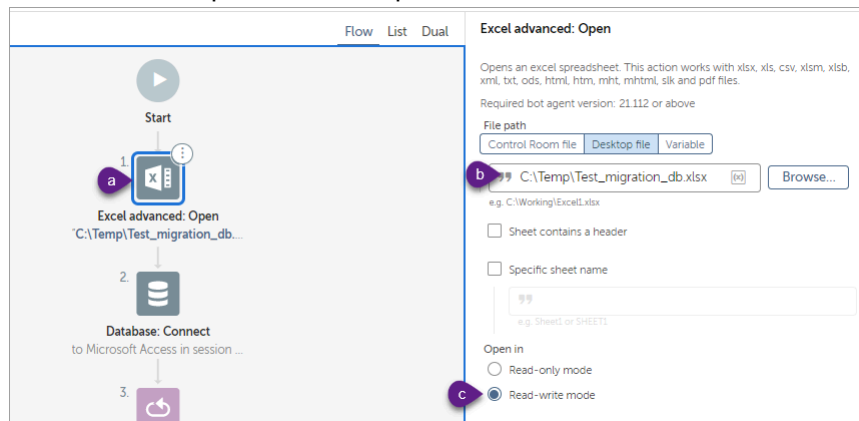 Flow List Dual
Start
1.
a
Excel advanced: Open
"C:\Temp\Test_migration_db....
2.
Database: Connect
to Microsoft Access in session ...
3.
Excel advanced: Open
Opens an excel spreadsheet. This action works with xlsx, xls, csv, xlsm, xlsb,
xml, txt, ods, html, htm, mht, mhtml, slk and pdf files.
Required bot agent version: 21.112 or above
File path
Control Room file Desktop file Variable
b
" C:\Temp\Test_migration_db.xlsx (x) Browse...
e.g. C:\Working\Excel1.xlsx
Sheet contains a header
Specific sheet name
"
e.g. Sheet1 or SHEET1
Open in
Read-only mode
c
Read-write mode